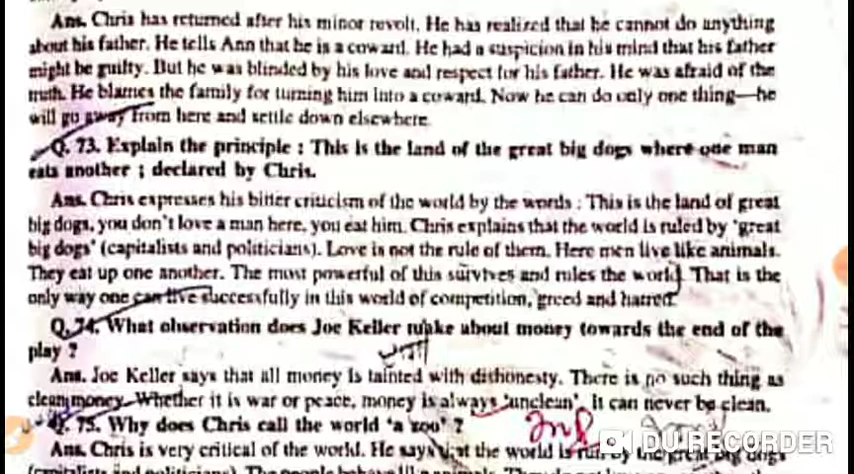 Ans. Chris has returned after his minor revolt. He has realized that he cannot do anything
about his father. He tells Ann that he is a coward. He had a suspicion in his mind that his father
might be guilty. But he was blinded by his love and respect for his father. He was afraid of the
truth. He blames the family for turning him into a coward. Now he can do only one thing—he
will go away from here and settle down elsewhere.
Q. 73. Explain the principle : This is the land of the great big dogs where one man
eats another ; declared by Chris.
Ans. Chris expresses his bitter criticism of the world by the words : This is the land of great
big dogs, you don't love a man here, you eat him. Chris explains that the world is ruled by 'great
big dogs' (capitalists and politicians). Love is not the rule of them. Here men live like animals.
They eat up one another. The most powerful of this survives and rules the world. That is the
only way one can live successfully in this world of competition, greed and hatred.
Q. 74. What observation does Joe Keller make about money towards the end of the
play ?
Ans. Joe Keller says that all money is tainted with dishonesty. There is no such thing as
clean money. Whether it is war or peace, money is always 'unclean'. It can never be clean.
Q. 75. Why does Chris call the world 'a zoo' ?
DU RECORDER
Ans. Chris is very critical of the world. He says that the world is run by the great big dogs
(capitalists and politicians). The people behave like animals. They do not